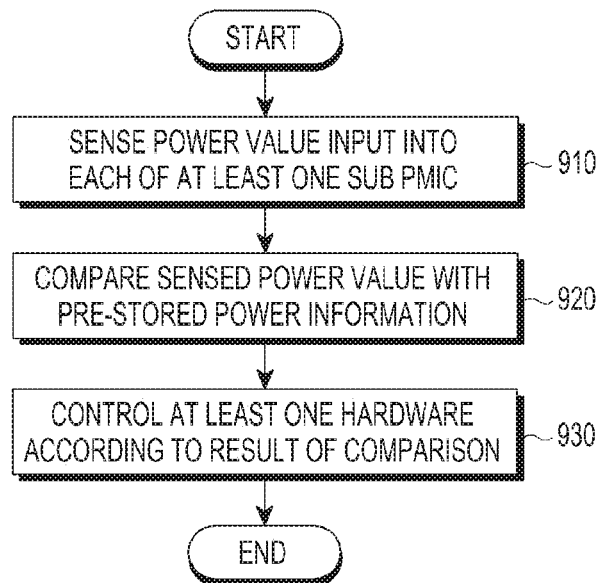 START
SENSE POWER VALUE INPUT INTO
EACH OF AT LEAST ONE SUB PMIC
910
COMPARE SENSED POWER VALUE WITH
PRE-STORED POWER INFORMATION
920
CONTROL AT LEAST ONE HARDWARE
ACCORDING TO RESULT OF COMPARISON
930
END